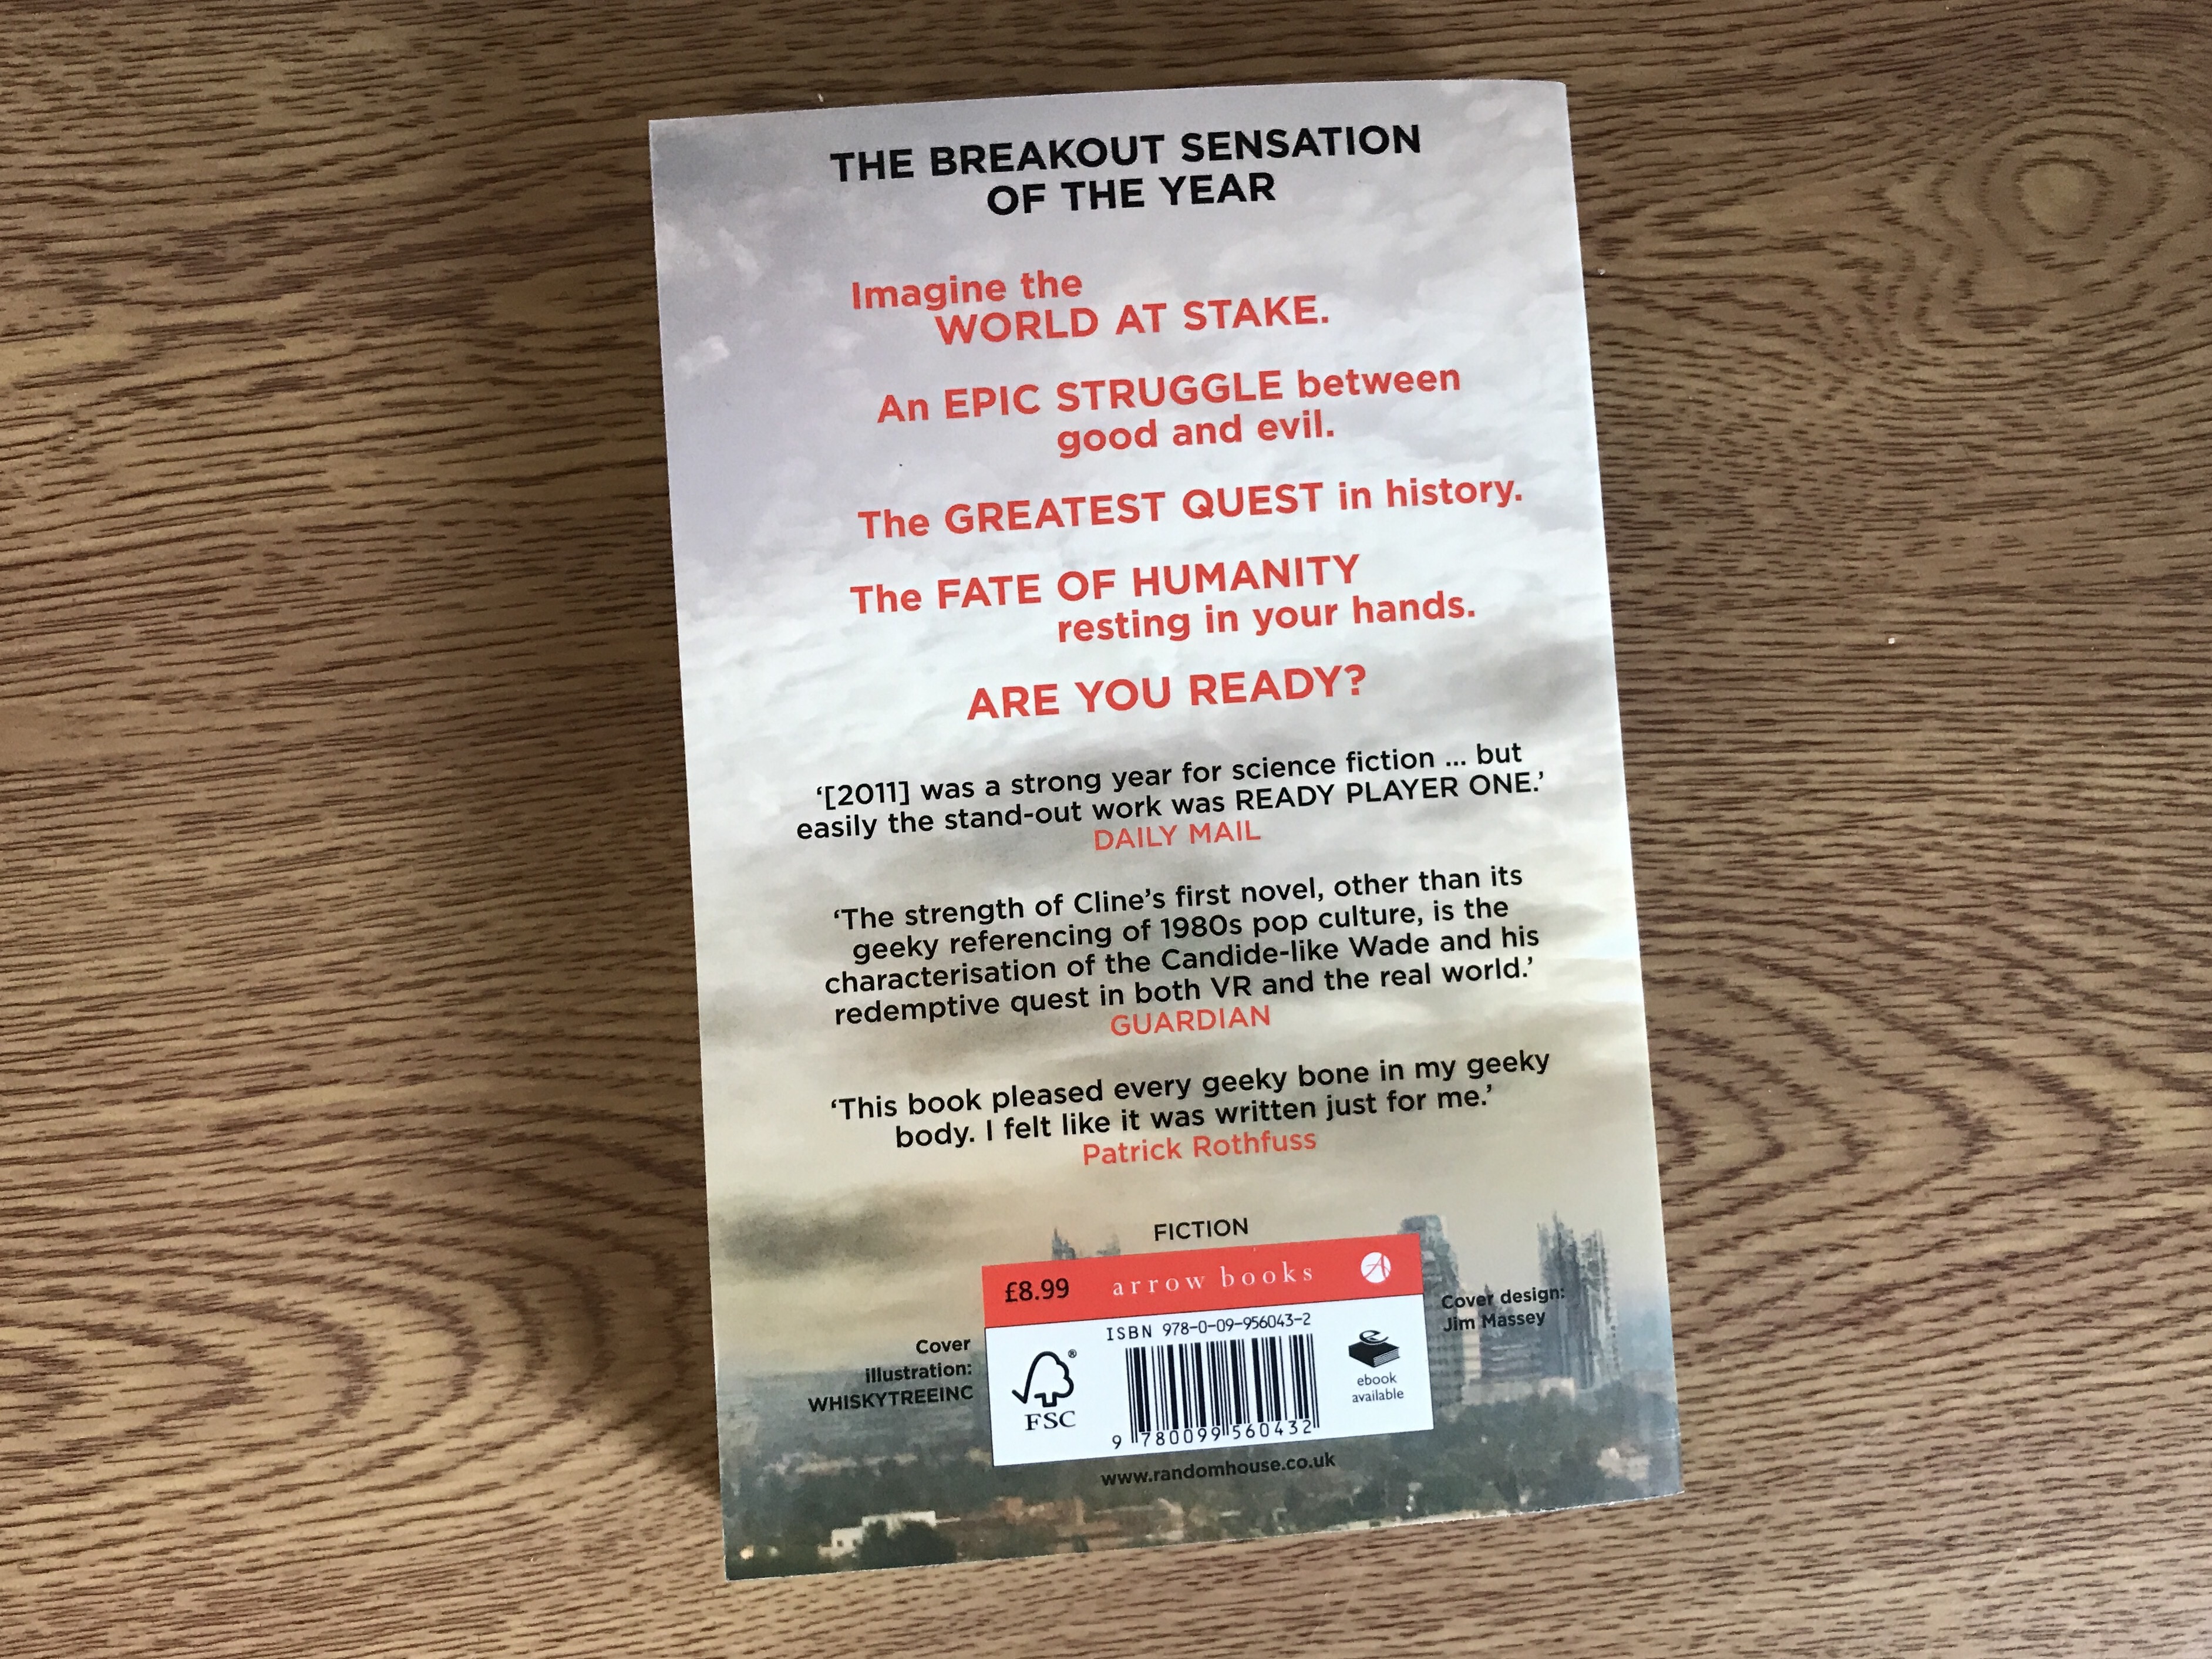 THE BREAKOUT SENSATION
OF THE YEAR
Imagine the
WORLD AT STAKE.
An EPIC STRUGGLE between
good and evil.
The GREATEST QUEST in history.
The FATE OF HUMANITY
resting in your hands.
ARE YOU READY?
‘[2011] was a strong year for science fiction ... but
easily the stand-out work was READY PLAYER ONE.’
DAILY MAIL
‘The strength of Cline’s first novel, other than its
geeky referencing of 1980s pop culture, is the
characterisation of the Candide-like Wade and his
redemptive quest in both VR and the real world.’
GUARDIAN
‘This book pleased every geeky bone in my geeky
body. I felt like it was written just for me.’
Patrick Rothfuss
FICTION
£8.99 arrow books A
Cover
illustration:
WHISKYTREEINC
ISBN 978-0-09-956043-2
FSC ®
9 780099 560432
e
ebook
available
Cover design:
Jim Massey
www.randomhouse.co.uk